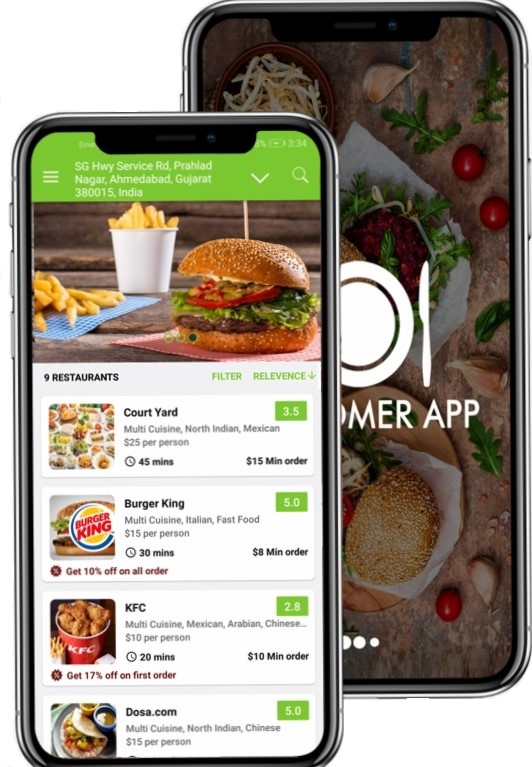 3:34
SG Hwy Service Rd, Prahlad
Nagar, Ahmedabad, Gujarat
380015, India
9 RESTAURANTS
FILTER RELEVENCE
Court Yard 3.5
Multi Cuisine, North Indian, Mexican
$25 per person
45 mins $15 Min order
BURGER KING
Burger King 5.0
Multi Cuisine, Italian, Fast Food
$15 per person
30 mins $8 Min order
Get 10% off on all order
KFC
KFC 2.8
Multi Cuisine, Mexican, Arabian, Chinese...
$10 per person
20 mins $10 Min order
Get 17% off on first order
Dosa.com 5.0
Multi Cuisine, North Indian, Chinese
$15 per person
OMER APP